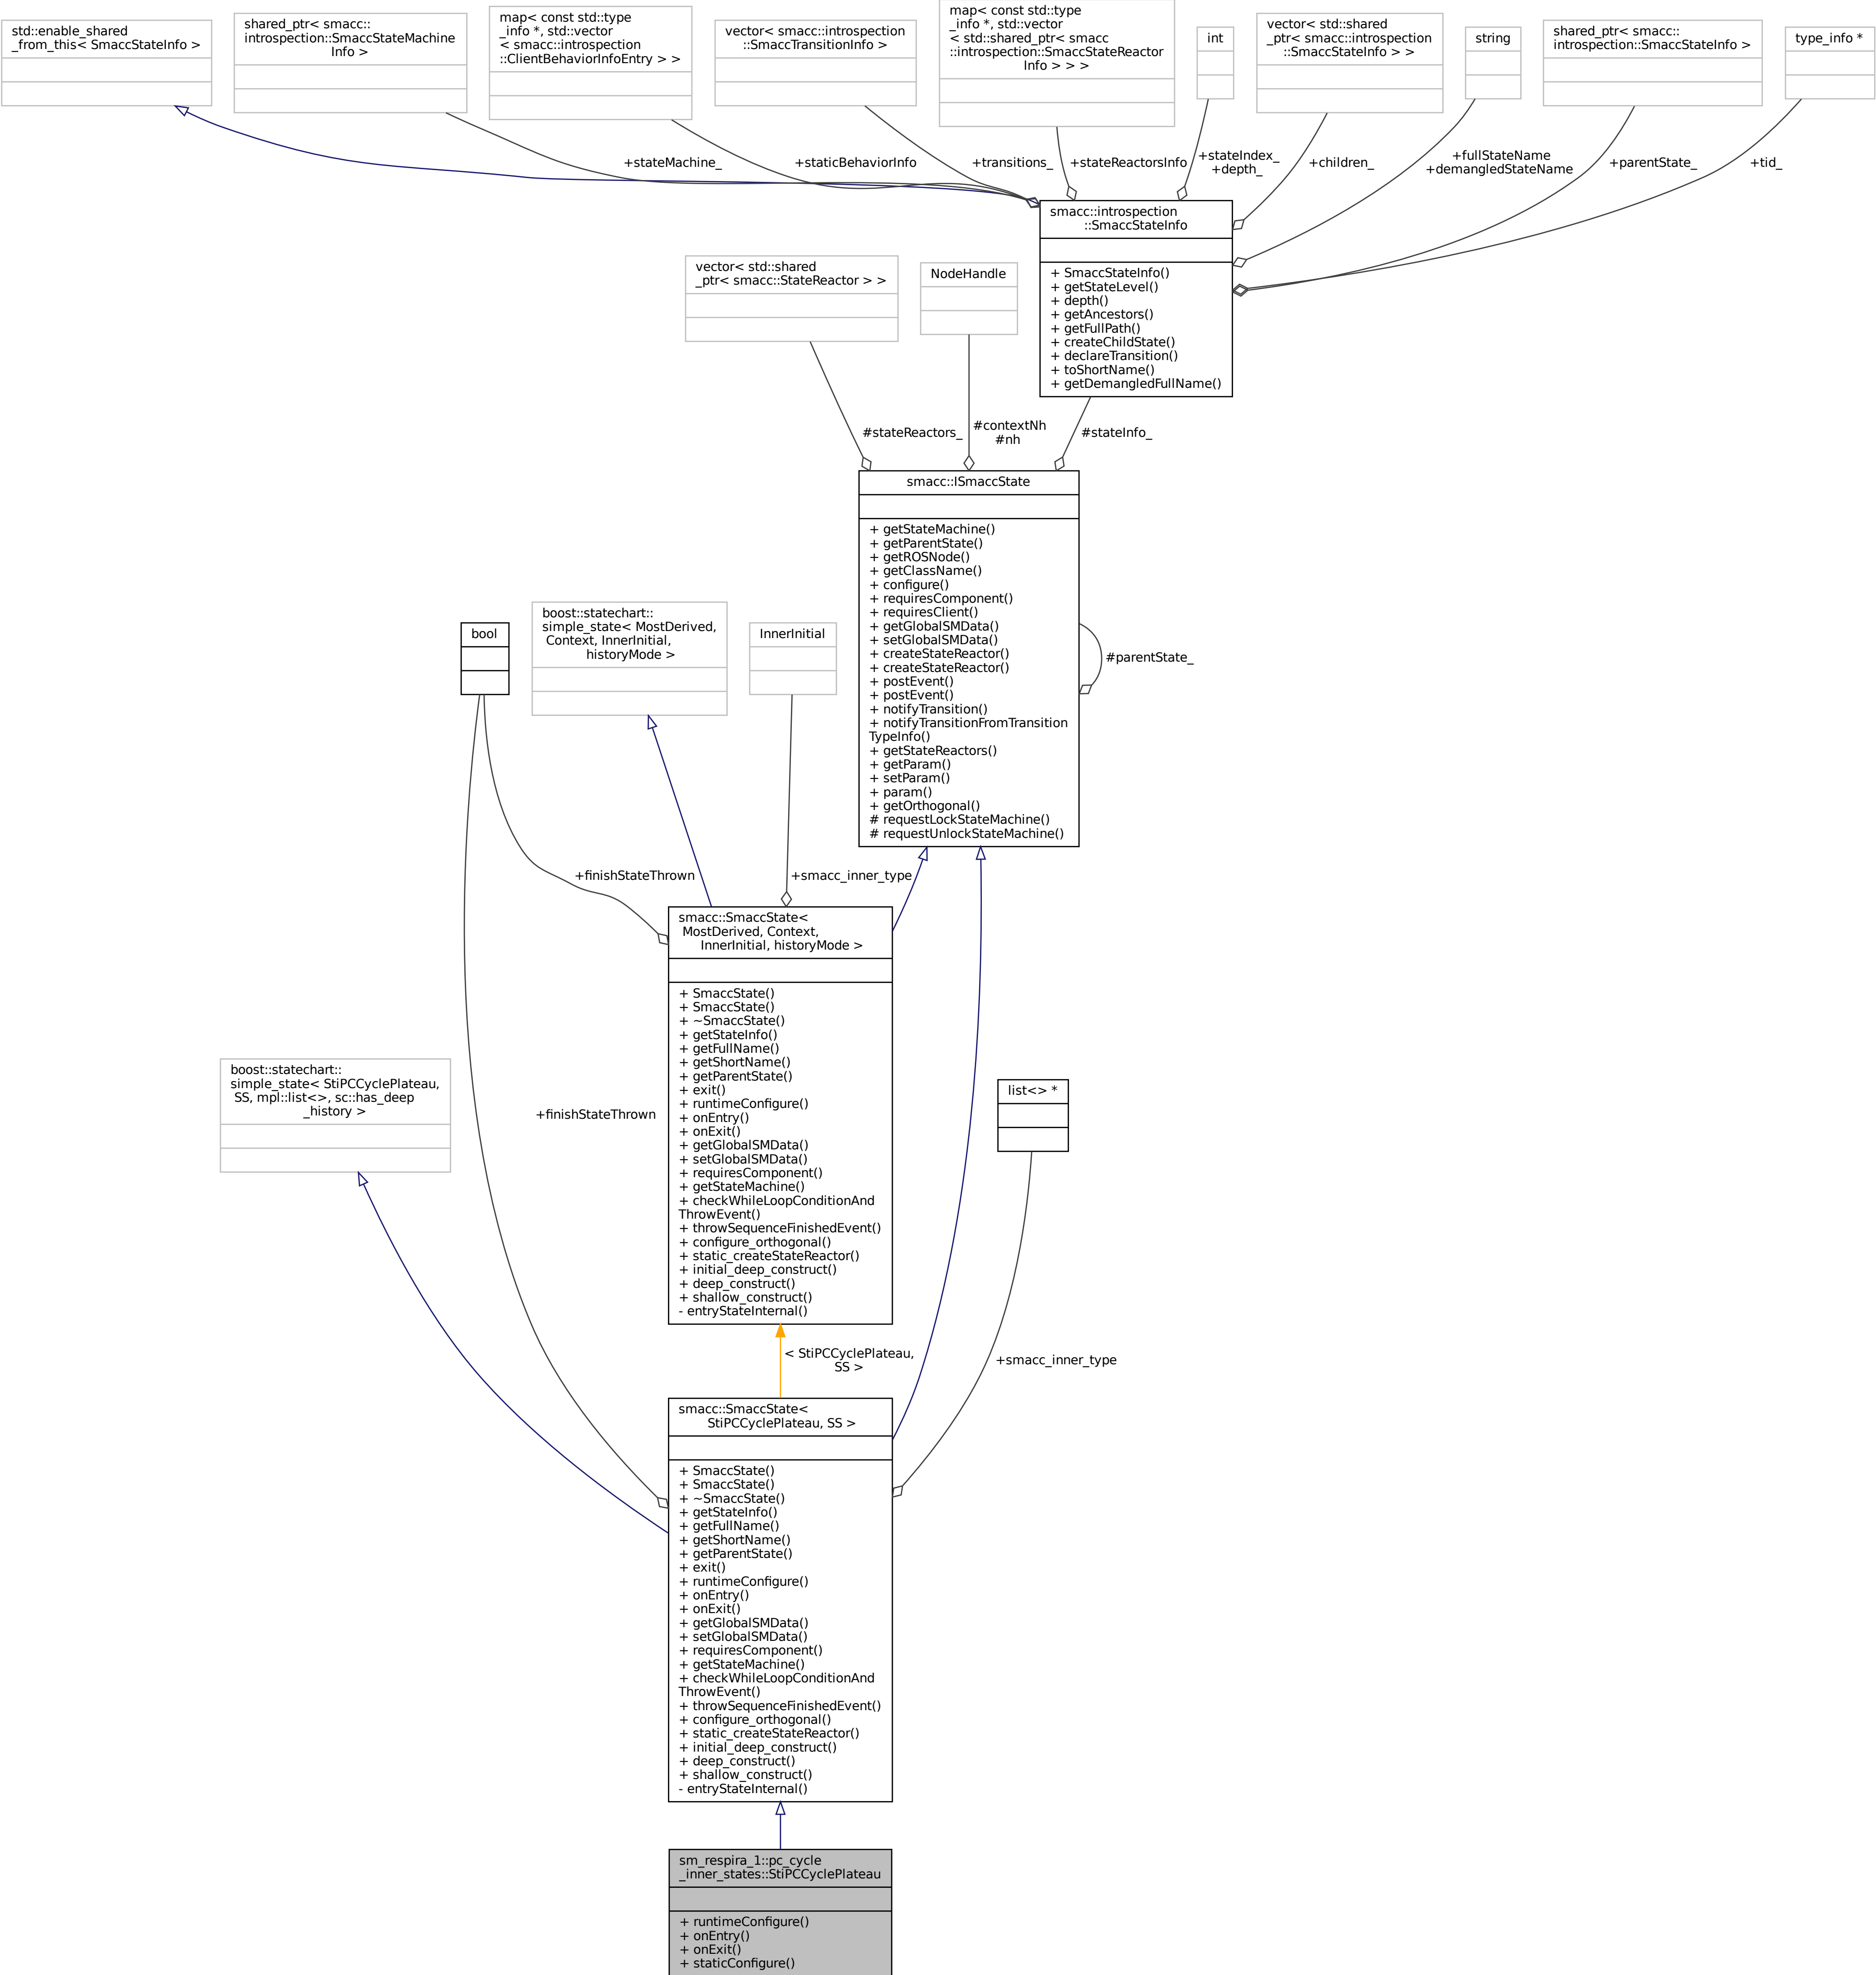 std::enable_shared
_from_this< SmaccStateInfo >
shared_ptr< smacc::
introspection::SmaccStateMachine
Info >
map< const std::type
_info *, std::vector
< smacc::introspection
::ClientBehaviorInfoEntry > >
vector< smacc::introspection
::SmaccTransitionInfo >
map< const std::type
_info *, std::vector
< std::shared_ptr< smacc
::introspection::SmaccStateReactor
Info > > >
int
vector< std::shared
_ptr< smacc::introspection
::SmaccStateInfo > >
string
shared_ptr< smacc::
introspection::SmaccStateInfo >
type_info *
+stateMachine_
+staticBehaviorInfo
+transitions_
+stateReactorsInfo
+stateIndex_
+depth_
+children_
+fullStateName
+demangledStateName
+parentState_
+tid_
smacc::introspection
::SmaccStateInfo
+ SmaccStateInfo()
+ getStateLevel()
+ depth()
+ getAncestors()
+ getFullPath()
+ createChildState()
+ declareTransition()
+ toShortName()
+ getDemangledFullName()
vector< std::shared
_ptr< smacc::StateReactor > >
NodeHandle
#stateReactors_
#contextNh
#nh
#stateInfo_
smacc::ISmaccState
+ getStateMachine()
+ getParentState()
+ getROSNode()
+ getClassName()
+ configure()
+ requiresComponent()
+ requiresClient()
+ getGlobalSMData()
+ setGlobalSMData()
+ createStateReactor()
+ createStateReactor()
+ postEvent()
+ postEvent()
+ notifyTransition()
+ notifyTransitionFromTransition
TypeInfo()
+ getStateReactors()
+ getParam()
+ setParam()
+ param()
+ getOrthogonal()
# requestLockStateMachine()
# requestUnlockStateMachine()
#parentState_
bool
boost::statechart::
simple_state< MostDerived,
Context, InnerInitial,
historyMode >
InnerInitial
+finishStateThrown
+smacc_inner_type
smacc::SmaccState<
MostDerived, Context,
InnerInitial, historyMode >
+ SmaccState()
+ SmaccState()
+ ~SmaccState()
+ getStateInfo()
+ getFullName()
+ getShortName()
+ getParentState()
+ exit()
+ runtimeConfigure()
+ onEntry()
+ onExit()
+ getGlobalSMData()
+ setGlobalSMData()
+ requiresComponent()
+ getStateMachine()
+ checkWhileLoopConditionAnd
ThrowEvent()
+ throwSequenceFinishedEvent()
+ configure_orthogonal()
+ static_createStateReactor()
+ initial_deep_construct()
+ deep_construct()
+ shallow_construct()
- entryStateInternal()
boost::statechart::
simple_state< StiPCCyclePlateau,
SS, mpl::list<>, sc::has_deep
_history >
+finishStateThrown
list<> *
< StiPCCyclePlateau,
SS >
+smacc_inner_type
smacc::SmaccState<
StiPCCyclePlateau, SS >
+ SmaccState()
+ SmaccState()
+ ~SmaccState()
+ getStateInfo()
+ getFullName()
+ getShortName()
+ getParentState()
+ exit()
+ runtimeConfigure()
+ onEntry()
+ onExit()
+ getGlobalSMData()
+ setGlobalSMData()
+ requiresComponent()
+ getStateMachine()
+ checkWhileLoopConditionAnd
ThrowEvent()
+ throwSequenceFinishedEvent()
+ configure_orthogonal()
+ static_createStateReactor()
+ initial_deep_construct()
+ deep_construct()
+ shallow_construct()
- entryStateInternal()
sm_respira_1::pc_cycle
_inner_states::StiPCCyclePlateau
+ runtimeConfigure()
+ onEntry()
+ onExit()
+ staticConfigure()